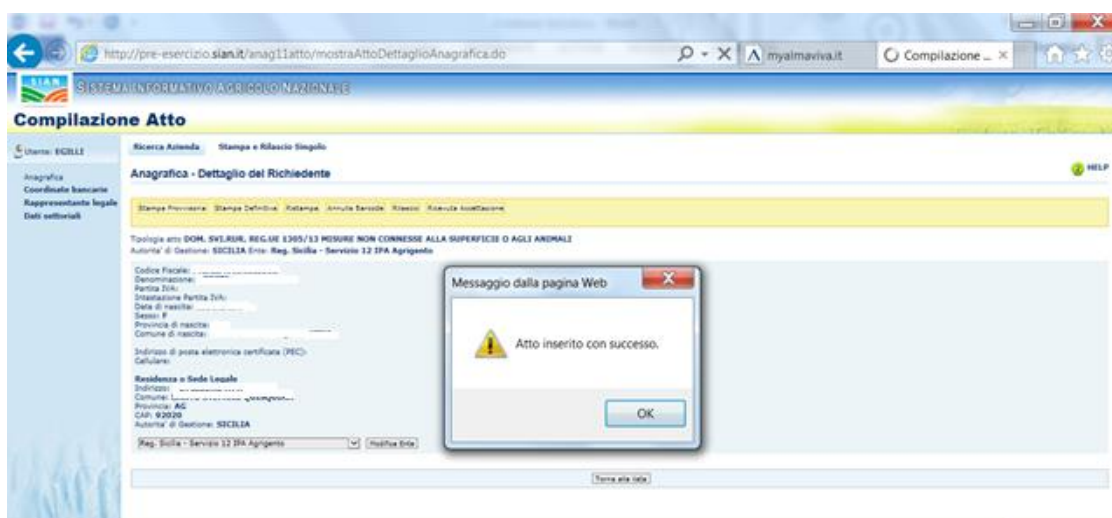 http://pre-esercizio.sian.it/anag11atto/mostraAttoDettaglioAnagrafica.do
myalmaviva.it
Compilazione ...
SIAN
SISTEMA INFORMATIVO AGRICOLO NAZIONALE
Compilazione Atto
Utente: EGILLI
Ricerca Azienda Stampa e Rilascio Singolo
Anagrafica
Coordinate bancarie
Rappresentante legale
Dati settoriali
Anagrafica - Dettaglio del Richiedente
HELP
Stampa Provvisoria Stampa Definitiva Ristampa Annulla Barcode Rilascio Ricevuta Accettazione
Tipologia atto DOM. SVI.RUR. REG.UE 1305/13 MISURE NON CONNESSE ALLA SUPERFICIE O AGLI ANIMALI
Autorita' di Gestione: SICILIA Ente: Reg. Sicilia - Servizio 12 IPA Agrigento
Codice Fiscale:
Denominazione:
Partita IVA:
Intestazione Partita IVA:
Data di nascita:
Sesso: F
Provincia di nascita:
Comune di nascita:
Indirizzo di posta elettronica certificata (PEC):
Cellulare:
Residenza o Sede Legale
Indirizzo:
Comune:
Provincia: AG
CAP: 92020
Autorita' di Gestione: SICILIA
Reg. Sicilia - Servizio 12 IPA Agrigento Modifica Ente
Messaggio dalla pagina Web
Atto inserito con successo.
OK
Torna alla lista